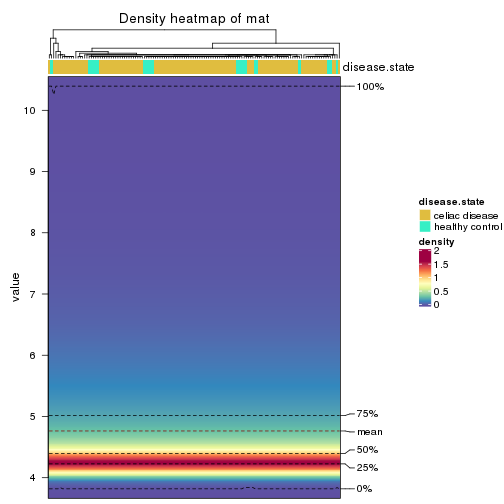 Density heatmap of mat
disease.state
100%
10
9
8
7
6
5
4
value
75%
mean
50%
25%
0%
disease.state
celiac disease
healthy control
density
2
1.5
1
0.5
0